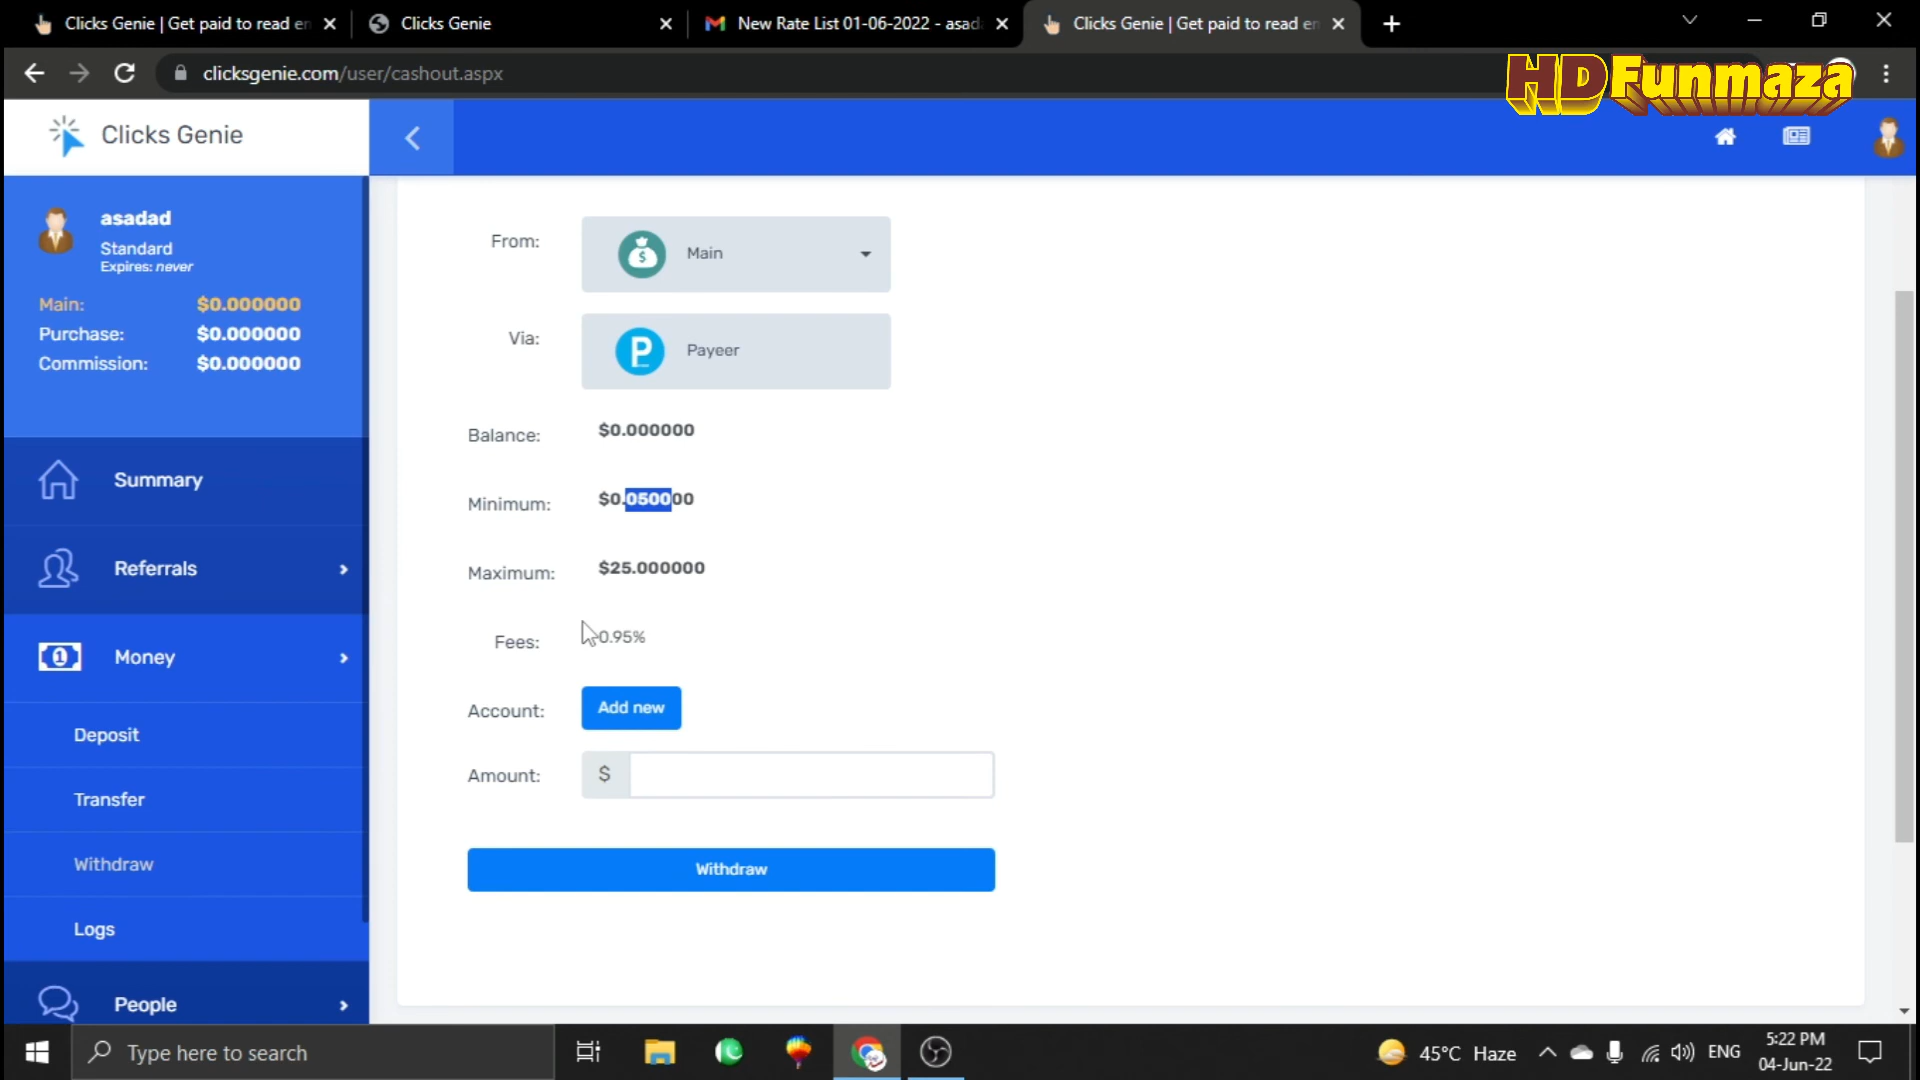 Clicks Genie | Get paid to read en
Clicks Genie
New Rate List 01-06-2022 - asad
Clicks Genie | Get paid to read en
clicksgenie.com/user/cashout.aspx
HDFunmaza
Clicks Genie
asadad
Standard
Expires: never
Main: $0.000000
Purchase: $0.000000
Commission: $0.000000
Summary
Referrals
Money
Deposit
Transfer
Withdraw
Logs
People
From: Main
Via: Payeer
Balance: $0.000000
Minimum: $0.050000
Maximum: $25.000000
Fees: 0.95%
Account: Add new
Amount: $
Withdraw
Type here to search
45°C Haze
ENG
5:22 PM
04-Jun-22